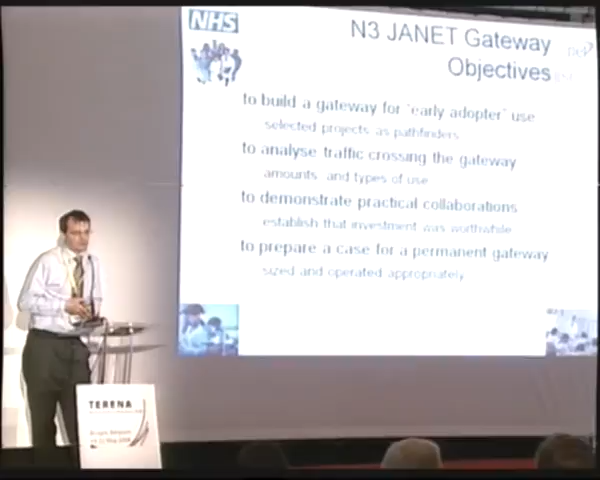 NHS
N3 JANET Gateway
Objectives
to build a gateway for "early adopter" use
selected projects as pathfinders
to analyse traffic crossing the gateway
amounts and types of use
to demonstrate practical collaborations
establish that investment was worthwhile
to prepare a case for a permanent gateway
sized and operated appropriately
TERENA